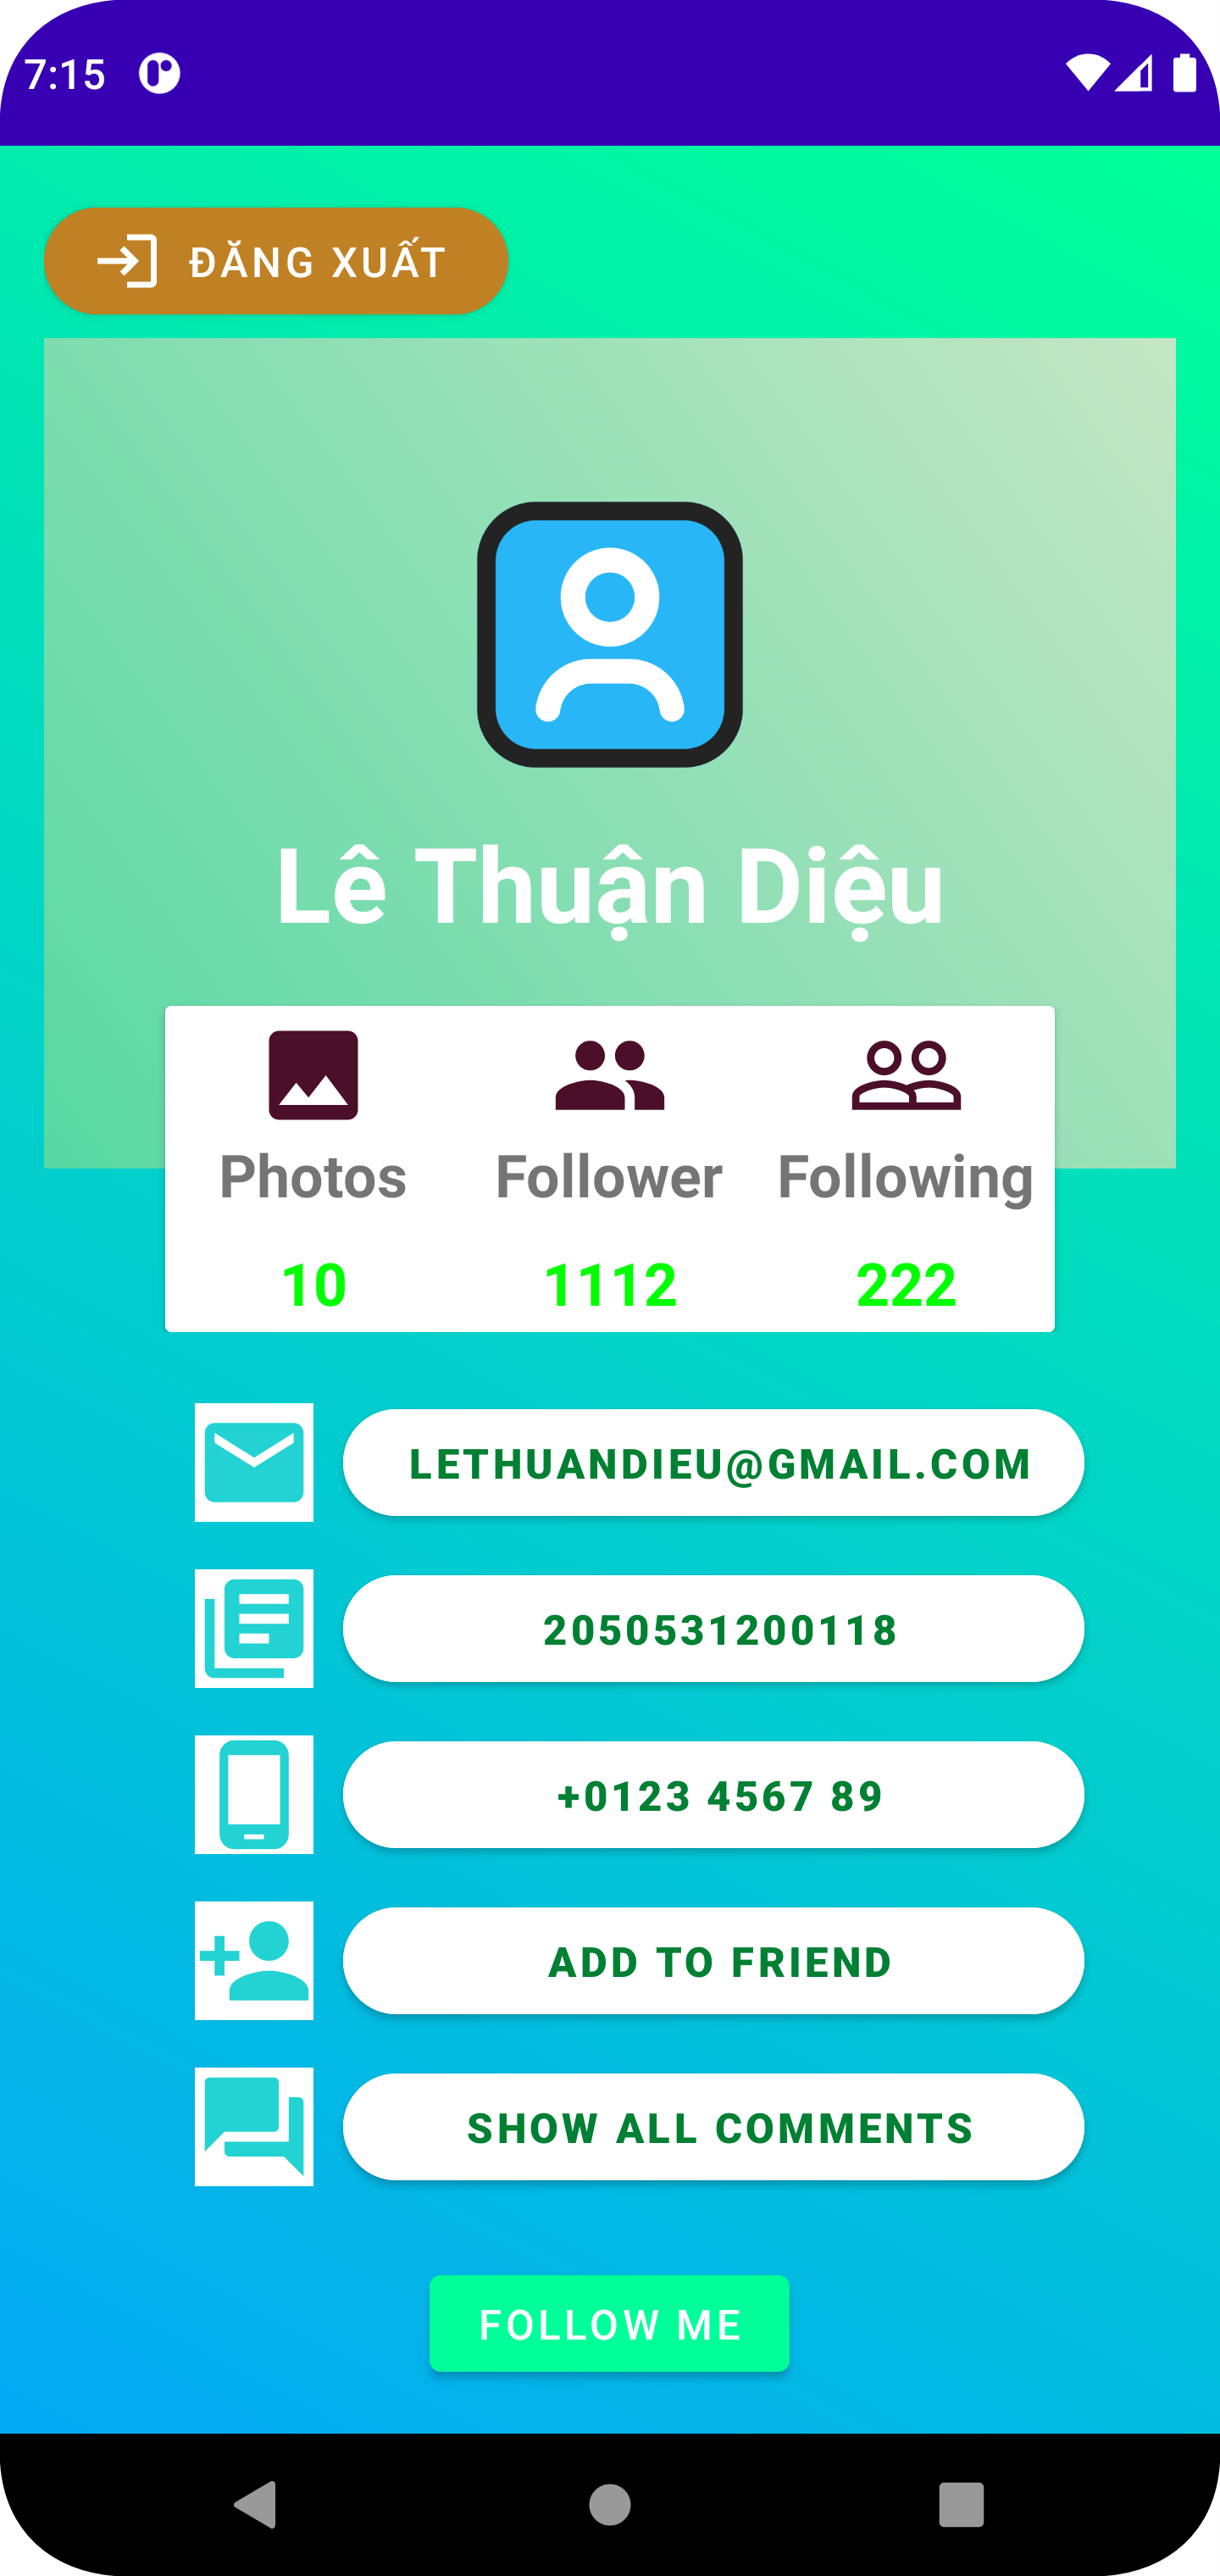 7:15
ĐĂNG XUẤT
Lê Thuận Diệu
Photos Follower Following
10 1112 222
LETHUANDIEU@GMAIL.COM
2050531200118
+0123 4567 89
ADD TO FRIEND
SHOW ALL COMMENTS
FOLLOW ME